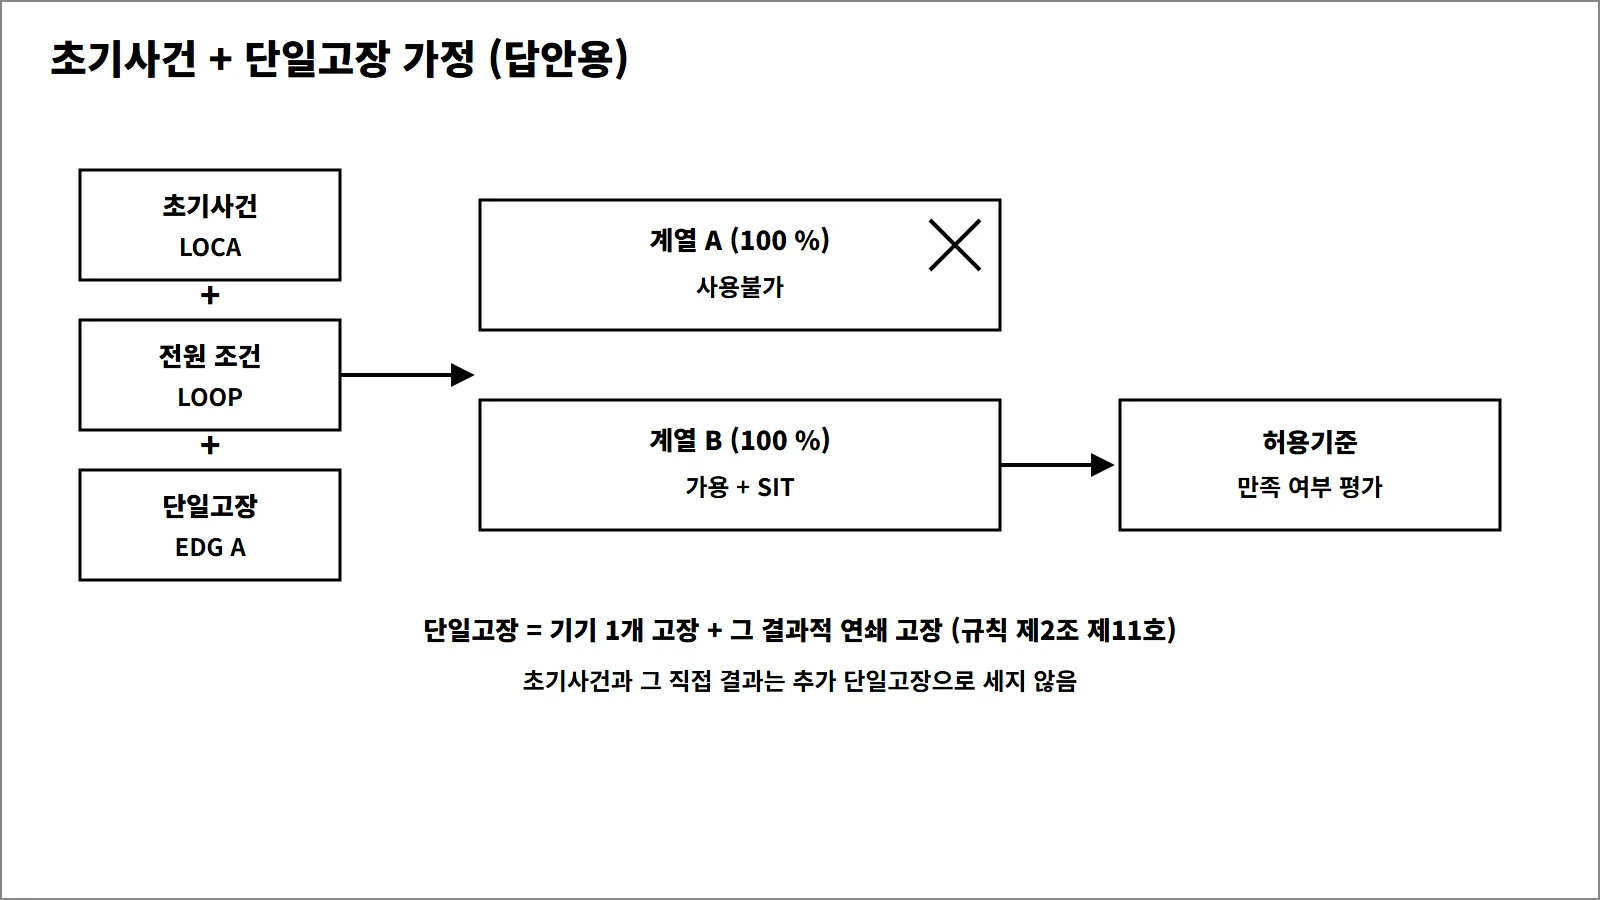 초기사건 + 단일고장 가정 (답안용)
초기사건
LOCA
+
전원 조건
LOOP
+
단일고장
EDG A
계열 A (100 %)
사용불가
계열 B (100 %)
가용 + SIT
허용기준
만족 여부 평가
단일고장 = 기기 1개 고장 + 그 결과적 연쇄 고장 (규칙 제2조 제11호)
초기사건과 그 직접 결과는 추가 단일고장으로 세지 않음